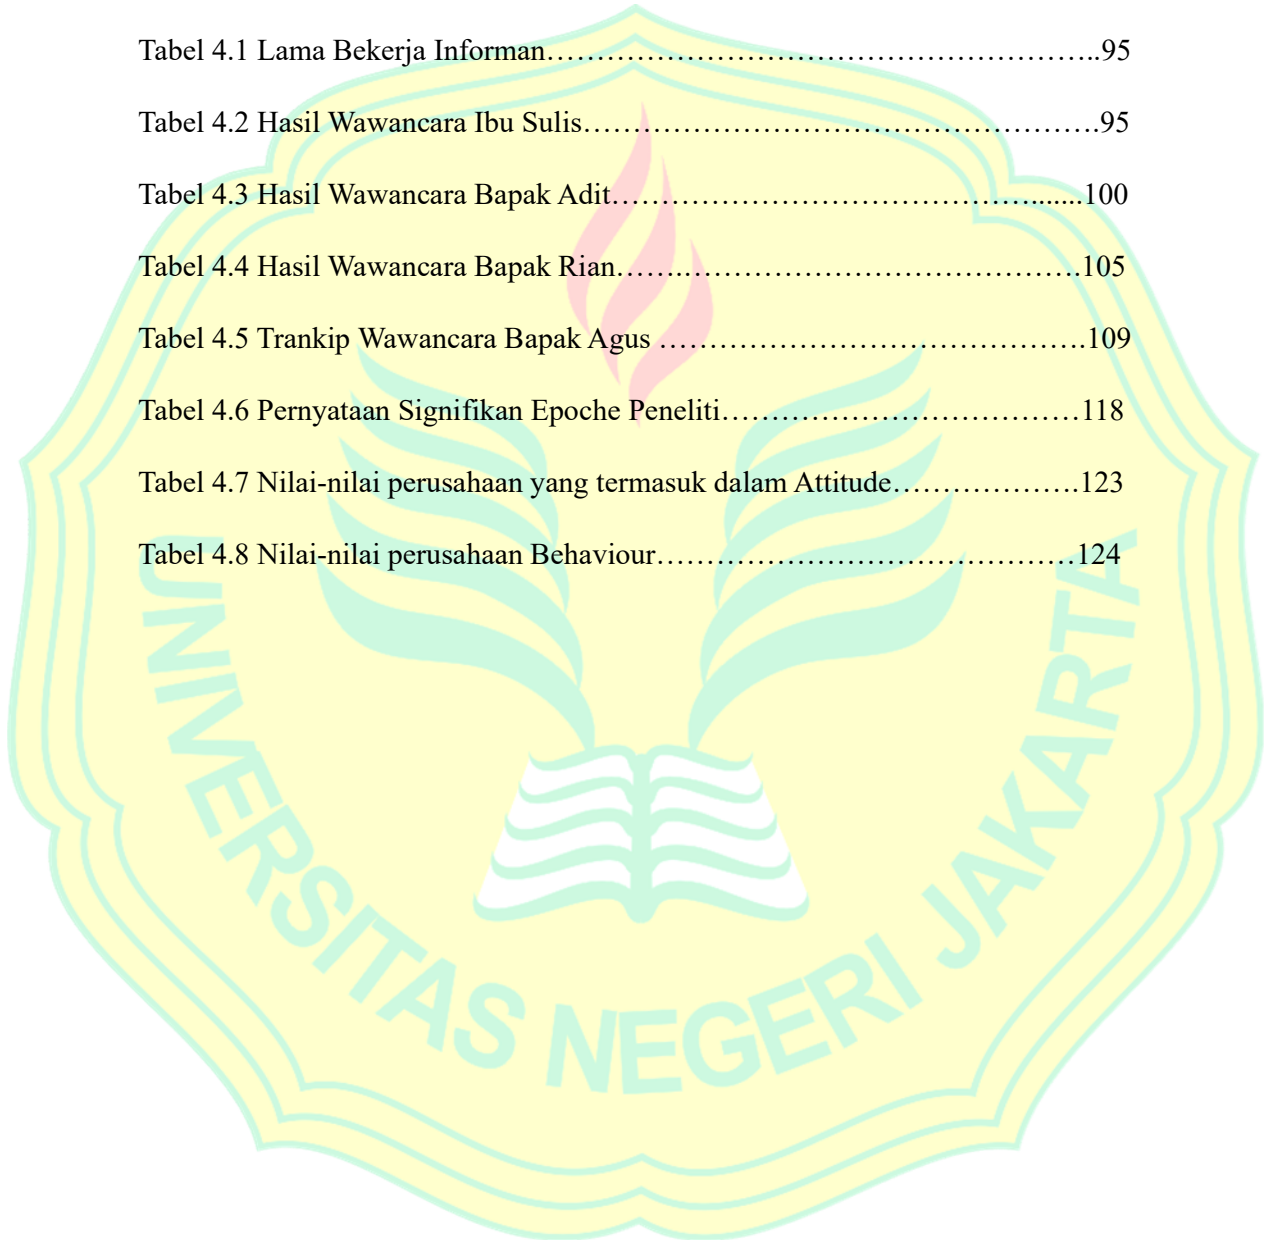 Tabel 4.1 Lama Bekerja Informan…………………………………………………..95
Tabel 4.2 Hasil Wawancara Ibu Sulis…………………………………………….95
Tabel 4.3 Hasil Wawancara Bapak Adit…………………………………….......100
Tabel 4.4 Hasil Wawancara Bapak Rian…………………………………………….105
Tabel 4.5 Trankip Wawancara Bapak Agus …………………………………….109
Tabel 4.6 Pernyataan Signifikan Epoche Peneliti………………………………118
Tabel 4.7 Nilai-nilai perusahaan yang termasuk dalam Attitude……………….123
Tabel 4.8 Nilai-nilai perusahaan Behaviour……………………………………124
UNIVERSITAS NEGERI JAKARTA